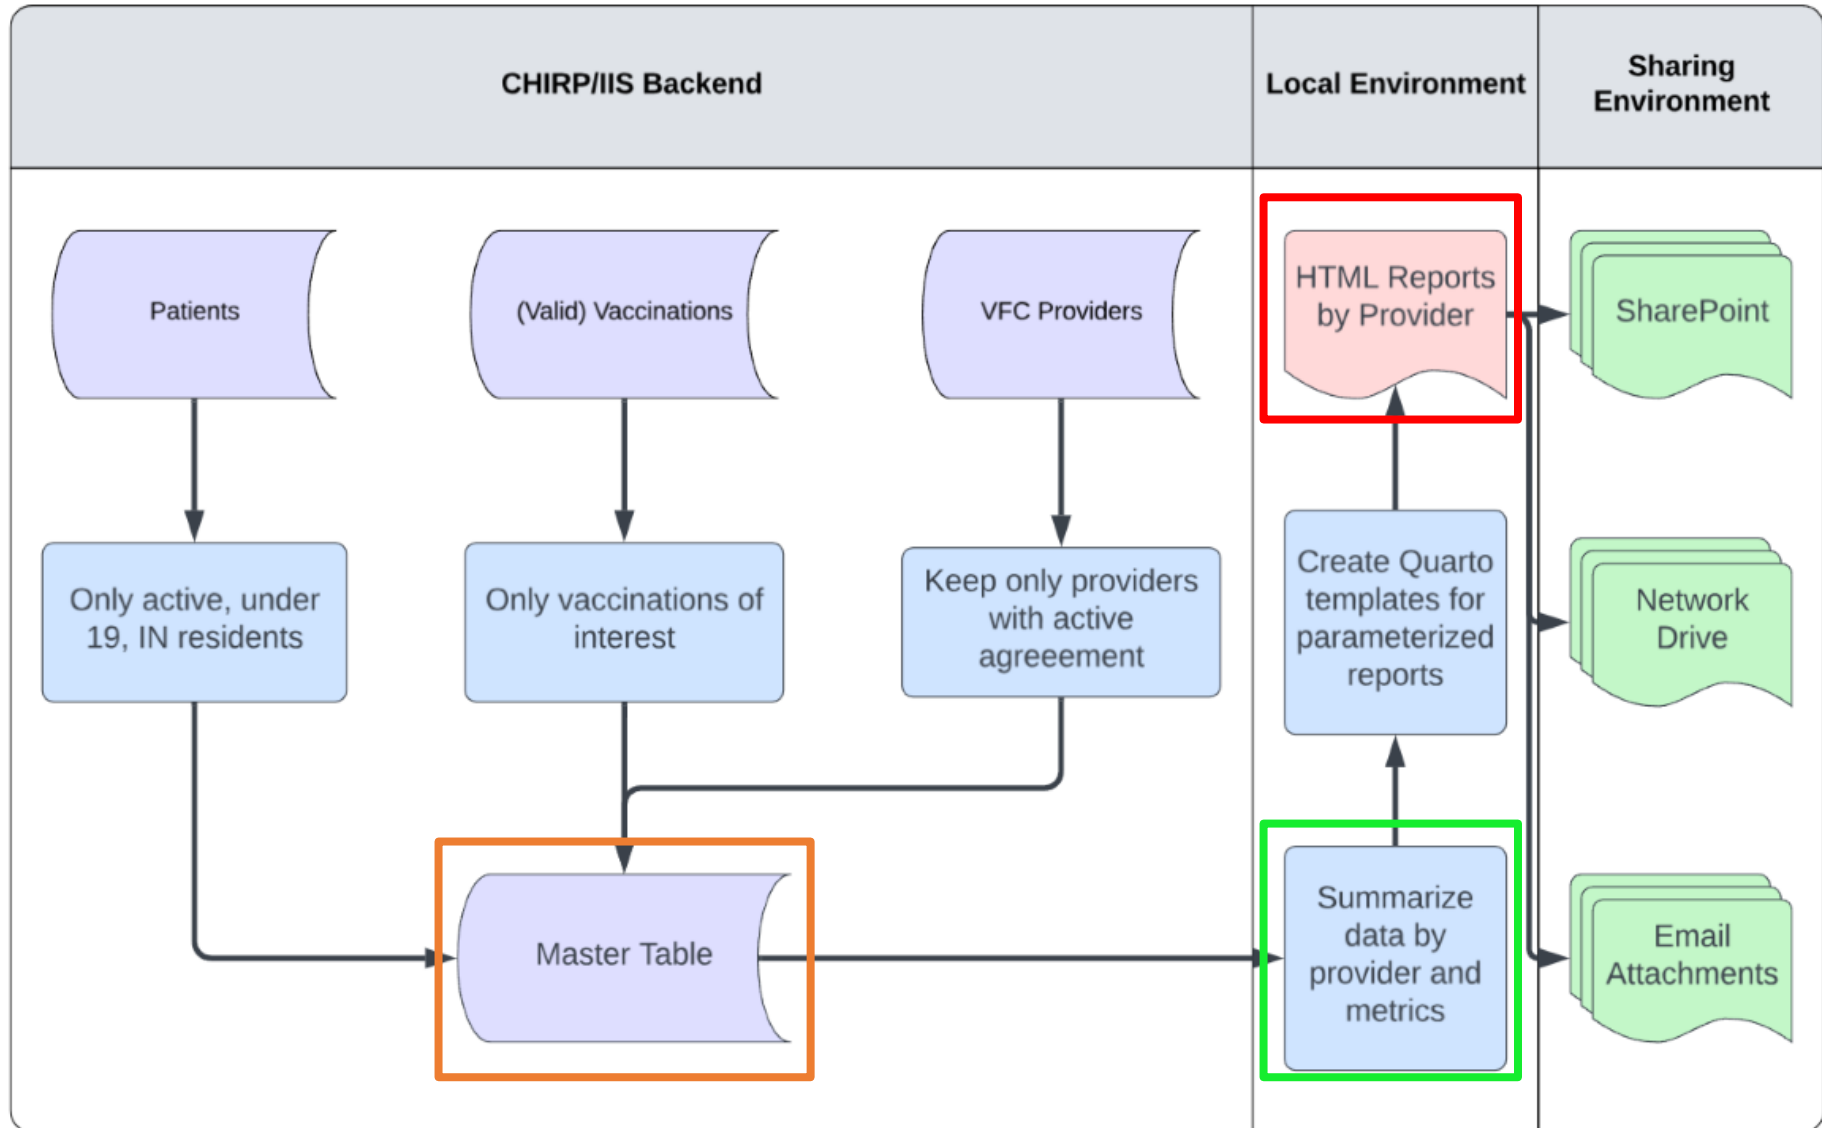 CHIRP/IIS Backend
Local Environment
Sharing
Environment
Patients
(Valid) Vaccinations
VFC Providers
HTML Reports
by Provider
SharePoint
Only active, under
19, IN residents
Only vaccinations of
interest
Keep only providers
with active
agreeement
Create Quarto
templates for
parameterized
reports
Network
Drive
Master Table
Summarize
data by
provider and
metrics
Email
Attachments